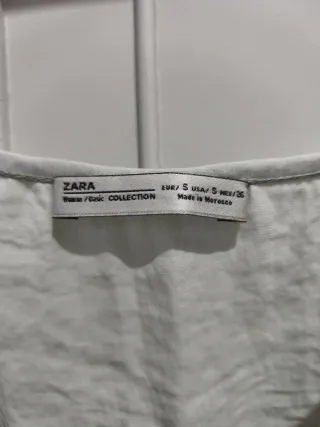 ZARA
Woman / Basic COLLECTION
EUR/ S USA/ S MEX/26
Made in Morocco